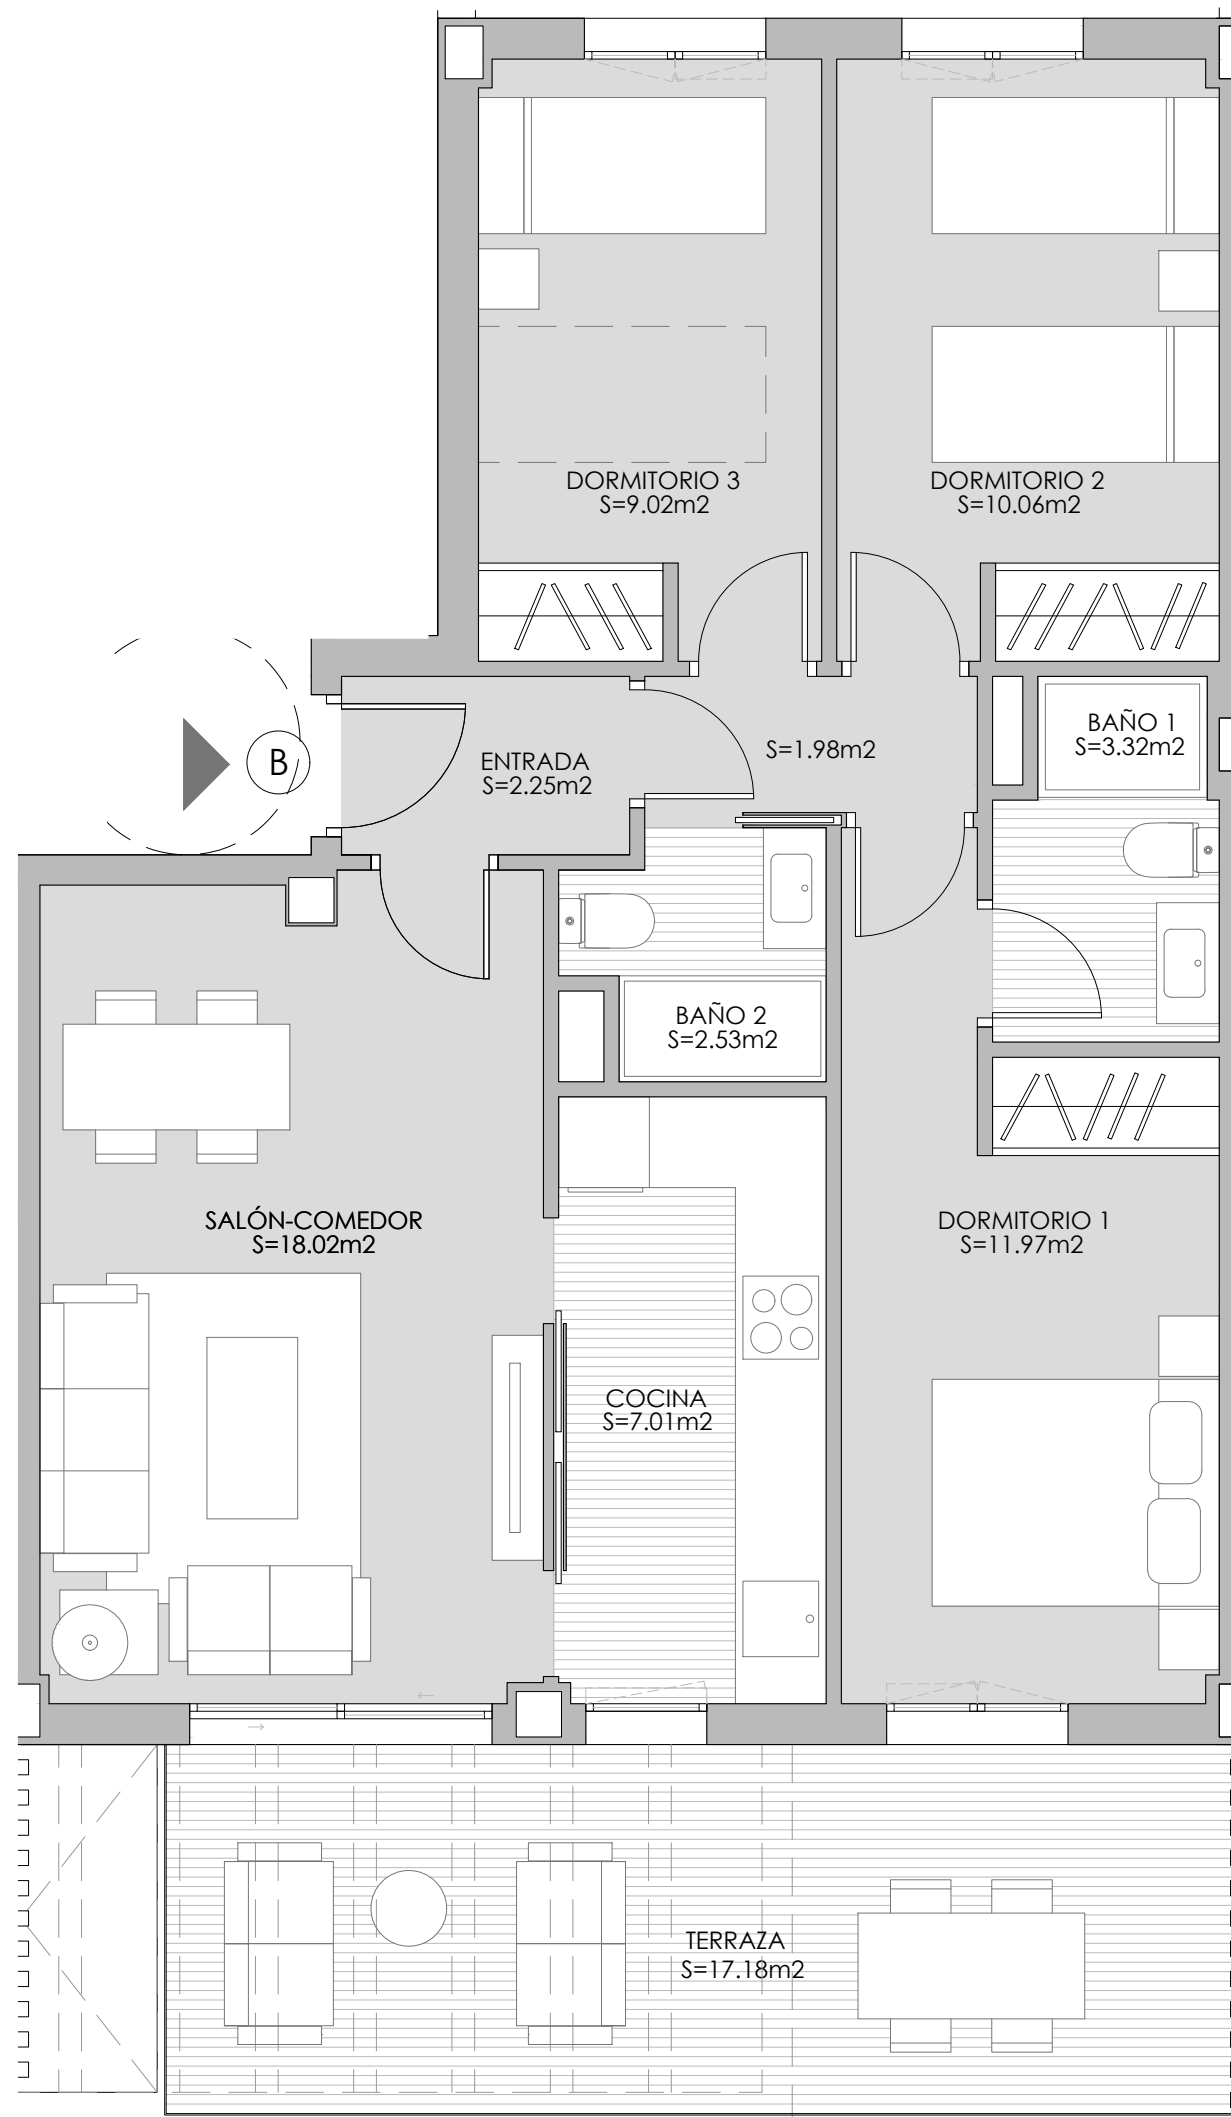 DORMITORIO 3
S=9.02m2
DORMITORIO 2
S=10.06m2
BAÑO 1
S=3.32m2
B
ENTRADA
S=2.25m2
S=1.98m2
BAÑO 2
S=2.53m2
SALÓN-COMEDOR
S=18.02m2
DORMITORIO 1
S=11.97m2
COCINA
S=7.01m2
TERRAZA
S=17.18m2